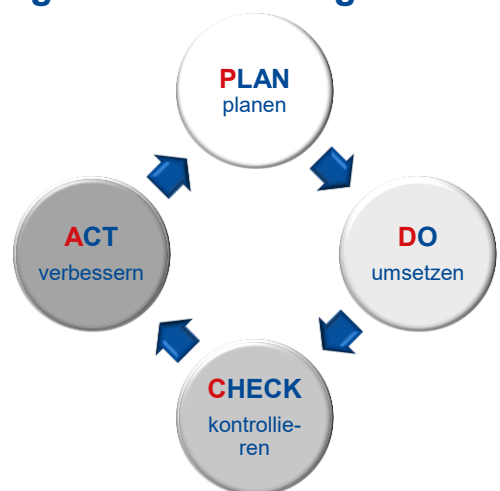 PLAN
planen
ACT
verbessern
DO
umsetzen
CHECK
kontrollie-
ren